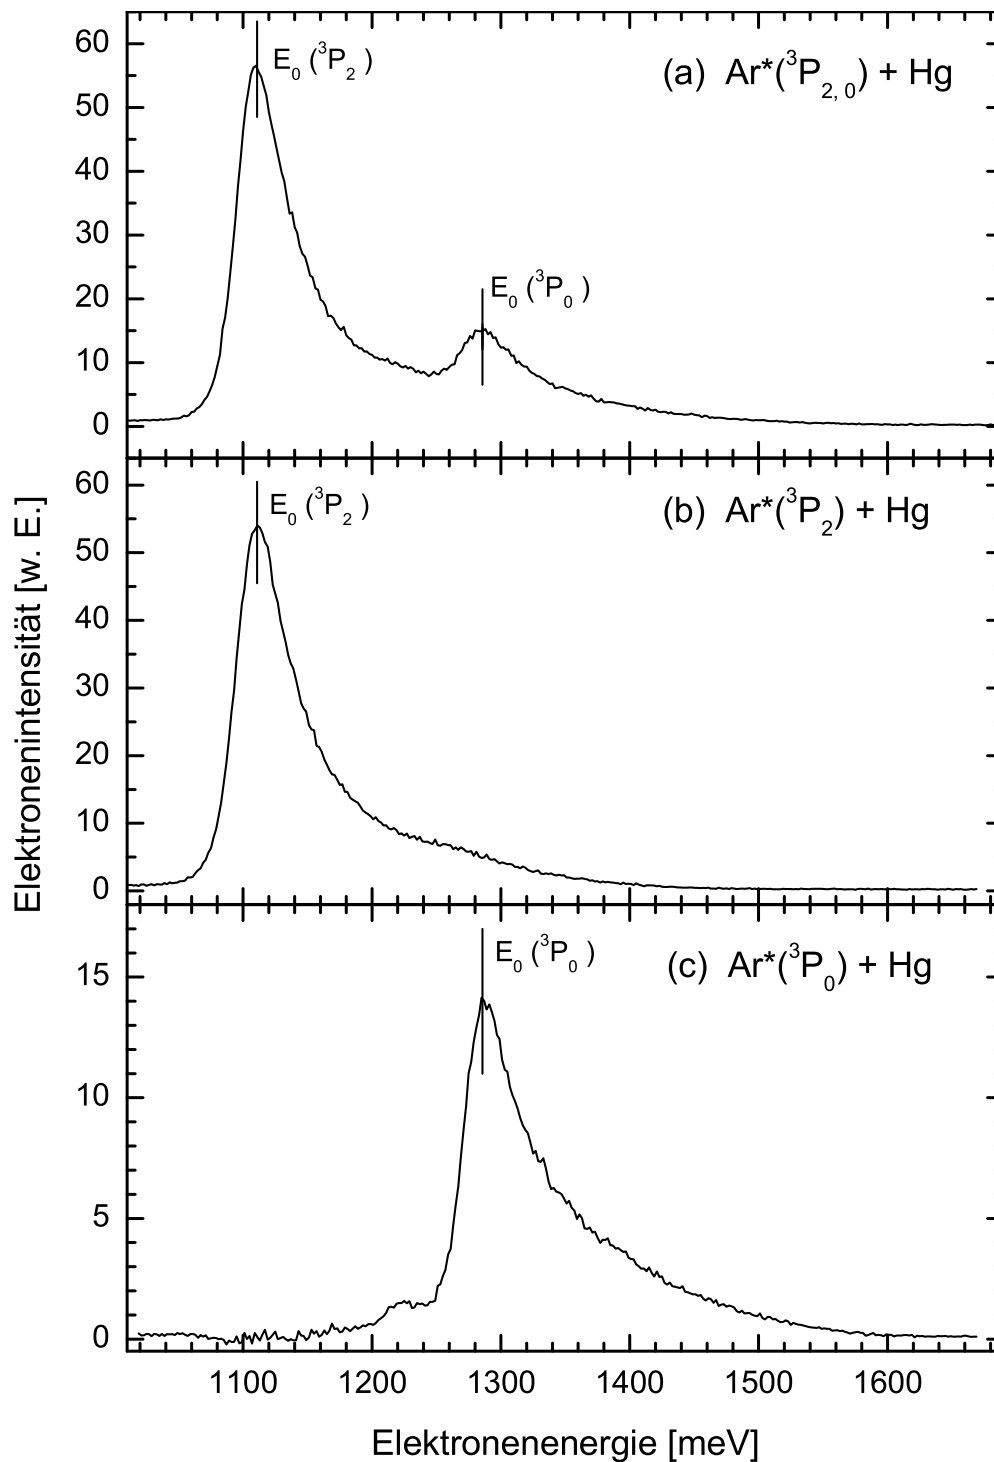 60
50
40
30
20
10
0
E₀ (³P₂ )
E₀ (³P₀ )
(a) Ar*(³P₂, ₀) + Hg
60
50
40
30
20
10
0
E₀ (³P₂ )
(b) Ar*(³P₂) + Hg
15
10
5
0
E₀ (³P₀ )
(c) Ar*(³P₀) + Hg
1100 1200 1300 1400 1500 1600
Elektronenenergie [meV]
Elektronenintensität [w. E.]